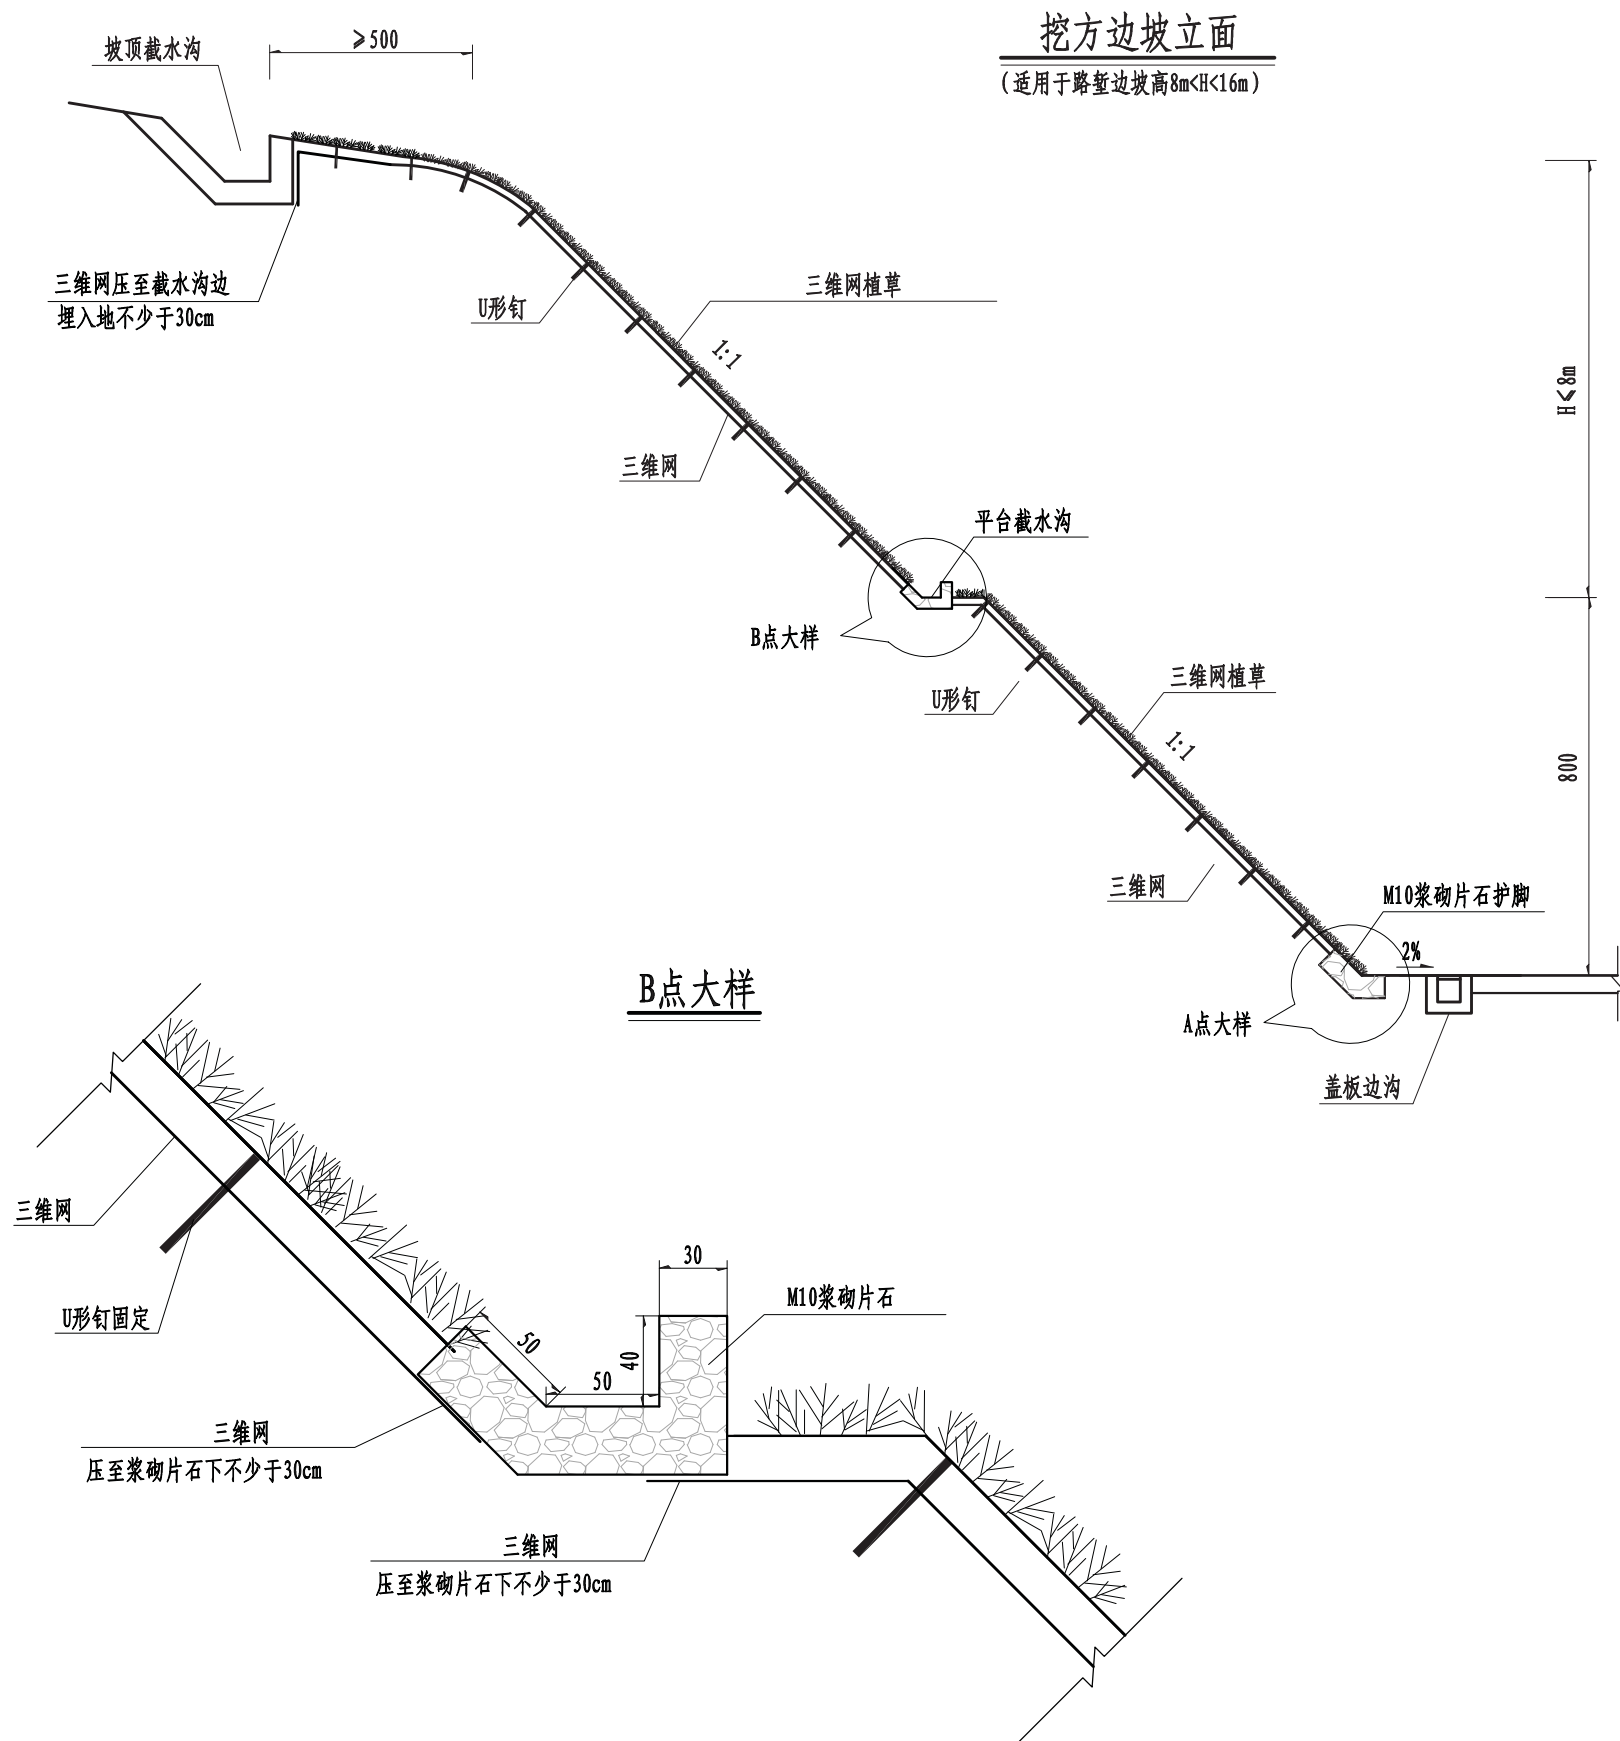 挖方边坡立面
(适用于路堑边坡高8m<H<16m)
坡顶截水沟
≥500
三维网压至截水沟边
埋入地不少于30cm
U形钉
三维网植草
1:1
三维网
H≤8m
平台截水沟
B点大样
U形钉
三维网植草
1:1
800
三维网
M10浆砌片石护脚
2%
A点大样
盖板边沟
B点大样
三维网
U形钉固定
30
M10浆砌片石
50
40
50
三维网
压至浆砌片石下不少于30cm
三维网
压至浆砌片石下不少于30cm